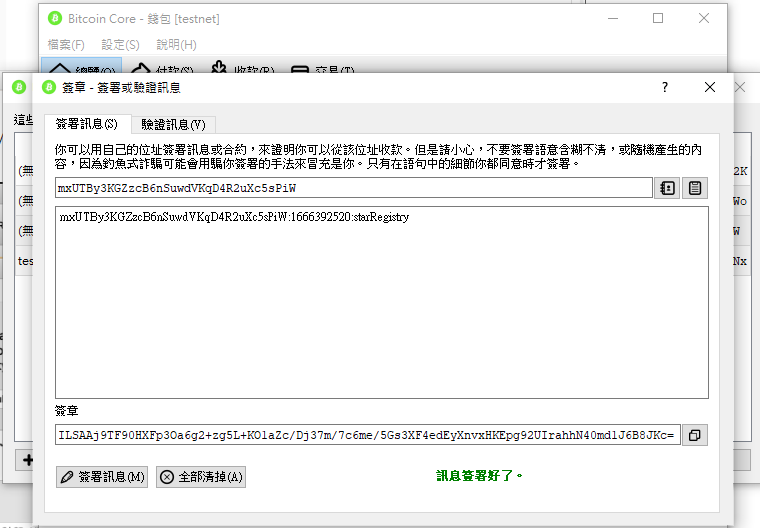 Bitcoin Core - 錢包 [testnet]
檔案(F) 設定(S) 說明(H)
總覽(O) 付款(S) 收款(R) 交易(T)
簽章 - 簽署或驗證訊息
?
簽署訊息(S) 驗證訊息(V)
你可以用自己的位址簽署訊息或合約，來證明你可以從該位址收款。但是請小心，不要簽署語意含糊不清，或隨機產生的內
容，因為釣魚式詐騙可能會用騙你簽署的手法來冒充是你。只有在語句中的細節你都同意時才簽署。
mxUTBy3KGZzcB6nSuwdVKqD4R2uXc5sPiW
mxUTBy3KGZzcB6nSuwdVKqD4R2uXc5sPiW:1666392520:starRegistry
這些
(無
(無
(無
tes
2K
Wo
W
Nx
簽章
ILSAAj9TF90HXFp3Oa6g2+zg5L+KO1aZc/Dj37m/7c6me/5Gs3XF4edEyXnvxHKEpg92UIrahhN40md1J6B8JKc=
簽署訊息(M) 全部清掉(A) 訊息簽署好了。